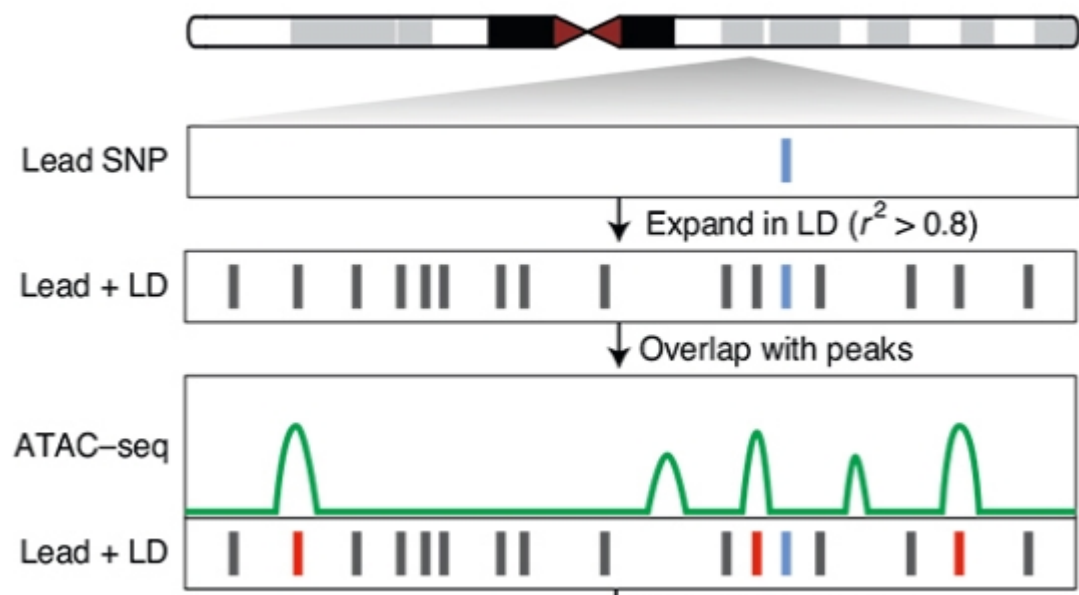 Lead SNP
Expand in LD (r² > 0.8)
Lead + LD
Overlap with peaks
ATAC–seq
Lead + LD